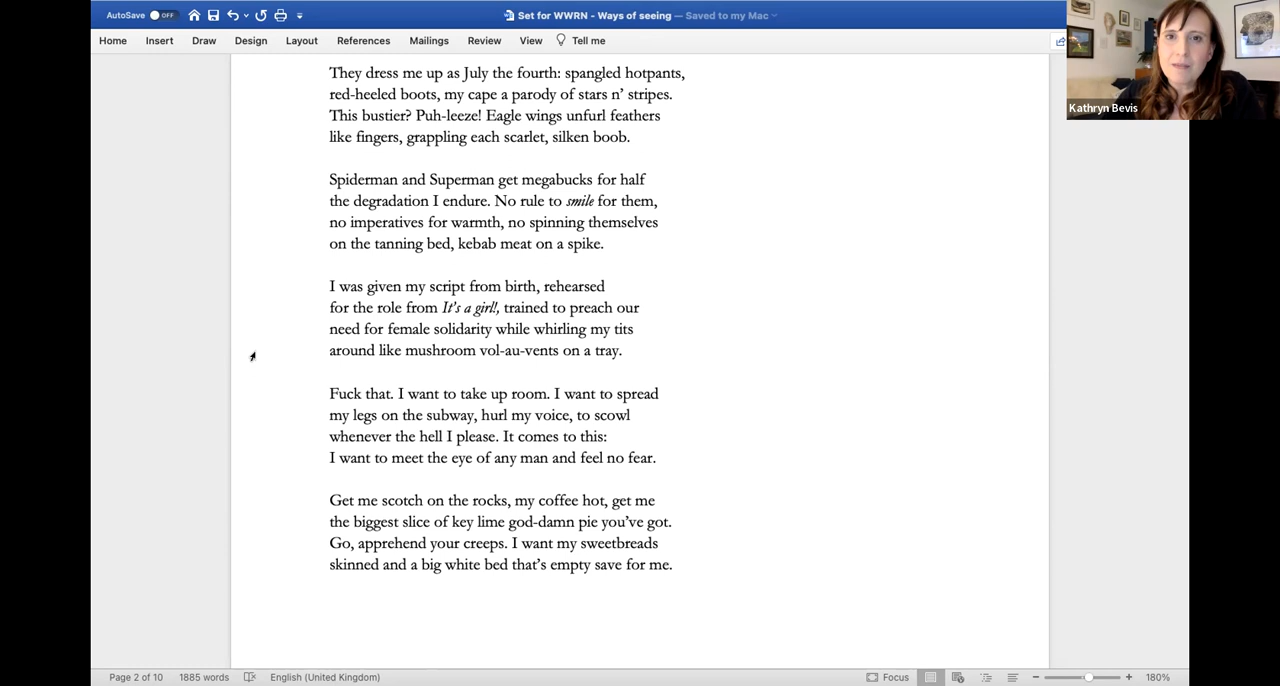 AutoSave OFF
Set for WWRN - Ways of seeing — Saved to my Mac
Home Insert Draw Design Layout References Mailings Review View Tell me
Kathryn Bevis
They dress me up as July the fourth: spangled hotpants,
red-heeled boots, my cape a parody of stars n’ stripes.
This bustier? Puh-leeze! Eagle wings unfurl feathers
like fingers, grappling each scarlet, silken boob.
Spiderman and Superman get megabucks for half
the degradation I endure. No rule to smile for them,
no imperatives for warmth, no spinning themselves
on the tanning bed, kebab meat on a spike.
I was given my script from birth, rehearsed
for the role from It’s a girl!, trained to preach our
need for female solidarity while whirling my tits
around like mushroom vol-au-vents on a tray.
Fuck that. I want to take up room. I want to spread
my legs on the subway, hurl my voice, to scowl
whenever the hell I please. It comes to this:
I want to meet the eye of any man and feel no fear.
Get me scotch on the rocks, my coffee hot, get me
the biggest slice of key lime god-damn pie you’ve got.
Go, apprehend your creeps. I want my sweetbreads
skinned and a big white bed that’s empty save for me.
Page 2 of 10 1885 words English (United Kingdom) Focus 180%